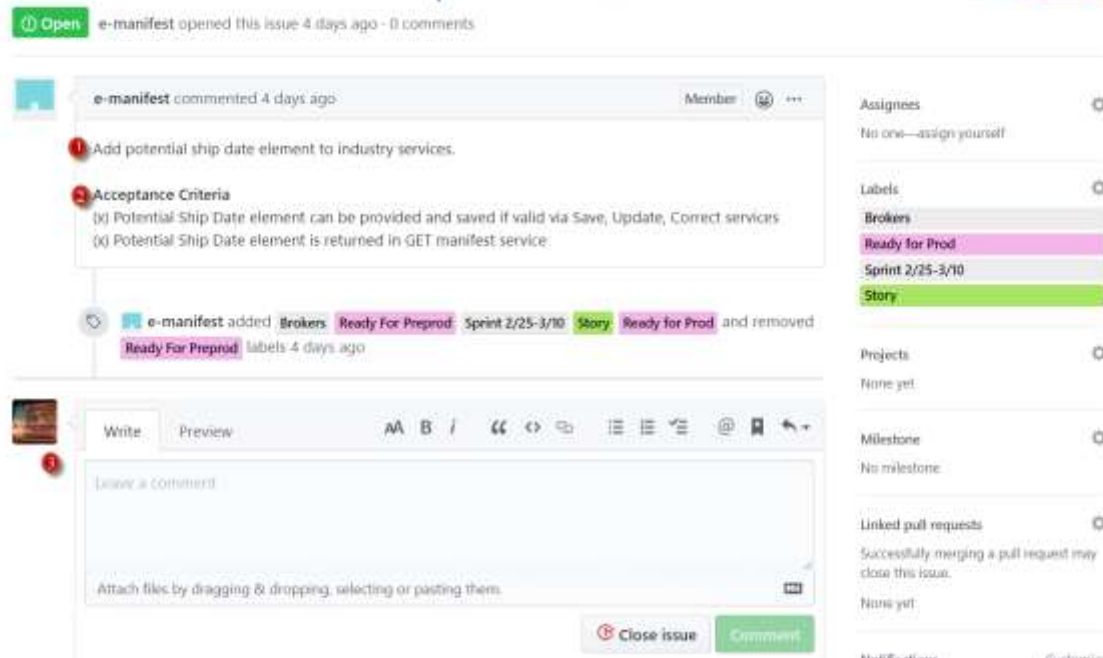 Open e-manifest opened this issue 4 days ago · 0 comments
e-manifest commented 4 days ago
Member
1 Add potential ship date element to industry services.
2 Acceptance Criteria
(x) Potential Ship Date element can be provided and saved if valid via Save, Update, Correct services
(x) Potential Ship Date element is returned in GET manifest service
e-manifest added Brokers Ready For Preprod Sprint 2/25-3/10 Story Ready for Prod and removed
Ready For Preprod labels 4 days ago
Write Preview
3
Leave a comment
Attach files by dragging & dropping, selecting or pasting them.
Close issue Comment
Assignees
No one—assign yourself
Labels
Brokers
Ready for Prod
Sprint 2/25-3/10
Story
Projects
None yet
Milestone
No milestone
Linked pull requests
Successfully merging a pull request may
close this issue.
None yet